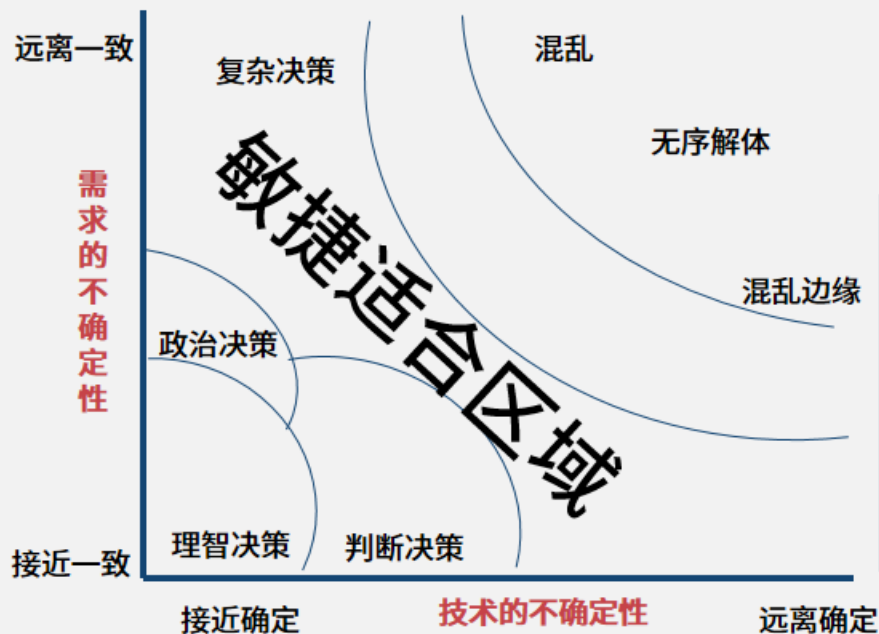 远离一致
复杂决策
混乱
无序解体
需求的不确定性
敏捷适合区域
混乱边缘
政治决策
理智决策
判断决策
接近一致
接近确定
技术的不确定性
远离确定